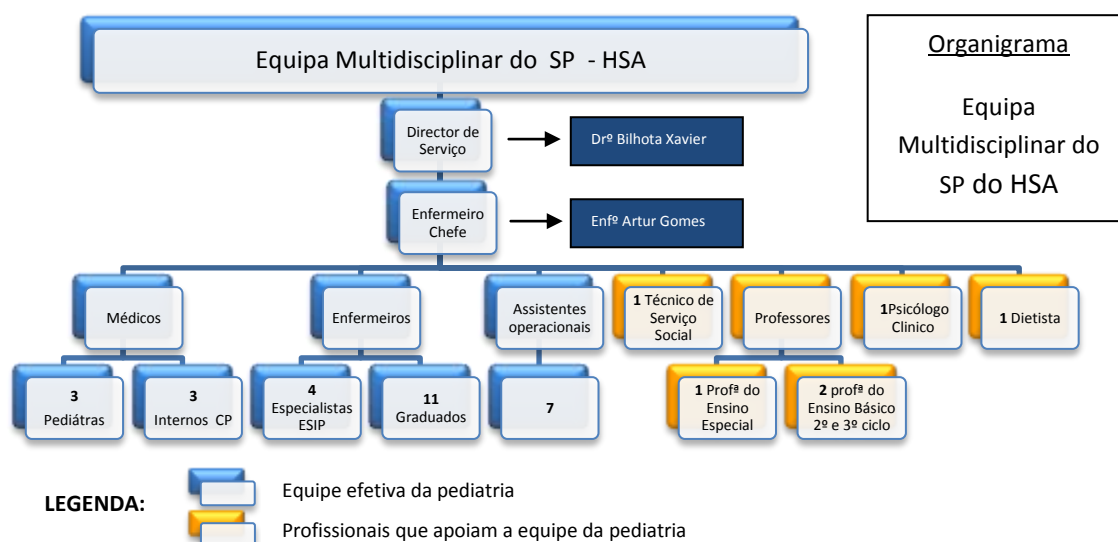 Equipa Multidisciplinar do SP - HSA
Organigrama
Equipa
Multidisciplinar do
SP do HSA
Director de
Serviço
Drº Bilhota Xavier
Enfermeiro
Chefe
Enfº Artur Gomes
Médicos
Enfermeiros
Assistentes
operacionais
1 Técnico de
Serviço
Social
Professores
1Psicólogo
Clinico
1 Dietista
3
Pediátras
3
Internos CP
4
Especialistas
ESIP
11
Graduados
7
1 Profª do
Ensino
Especial
2 profª do
Ensino Básico
2º e 3º ciclo
LEGENDA:
Equipe efetiva da pediatria
Profissionais que apoiam a equipe da pediatria